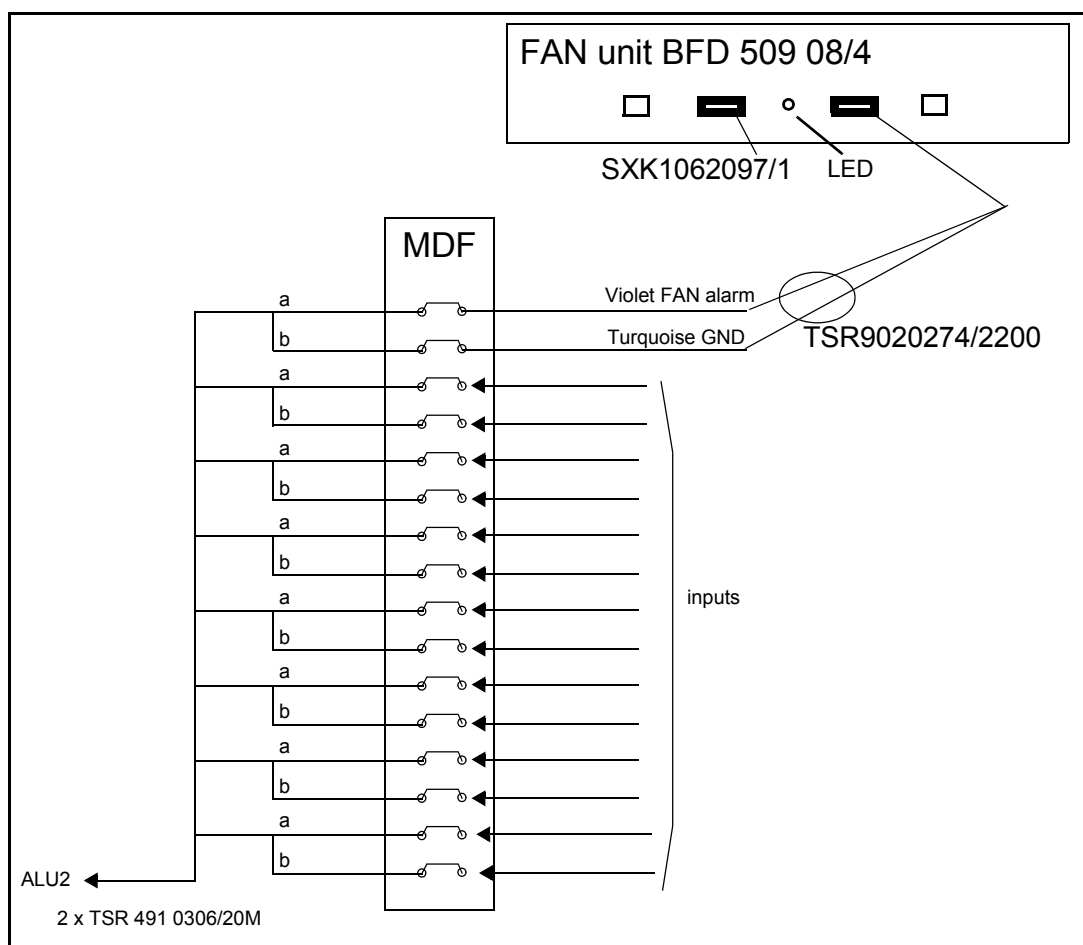 FAN unit BFD 509 08/4
SXK1062097/1
LED
MDF
a
Violet FAN alarm
b
Turquoise GND
TSR9020274/2200
a
b
a
b
a
b
a
b
inputs
a
b
a
b
a
b
ALU2
2 x TSR 491 0306/20M